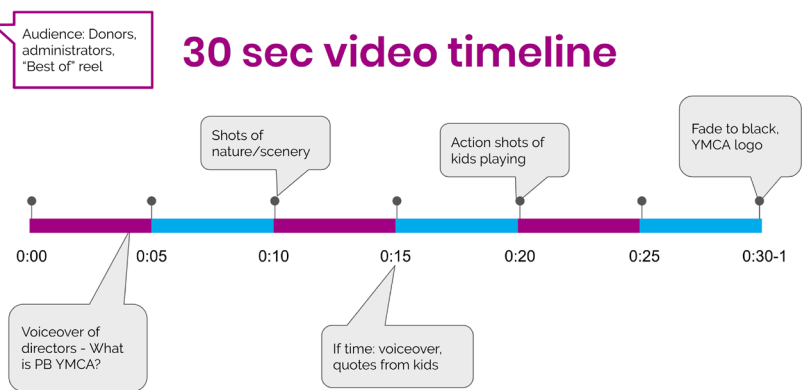 Audience: Donors,
administrators,
“Best of” reel
30 sec video timeline
Shots of
nature/scenery
Action shots of
kids playing
Fade to black,
YMCA logo
0:00
0:05
0:10
0:15
0:20
0:25
0:30-1
Voiceover of
directors - What
is PB YMCA?
If time: voiceover,
quotes from kids